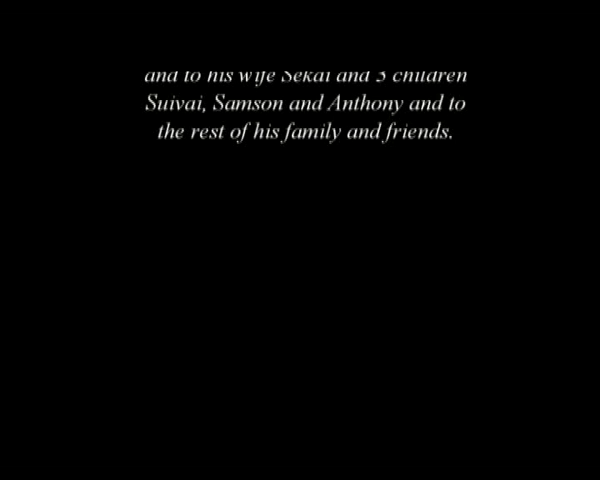 and to his wife Sekai and 3 children
Suivai, Samson and Anthony and to
the rest of his family and friends.